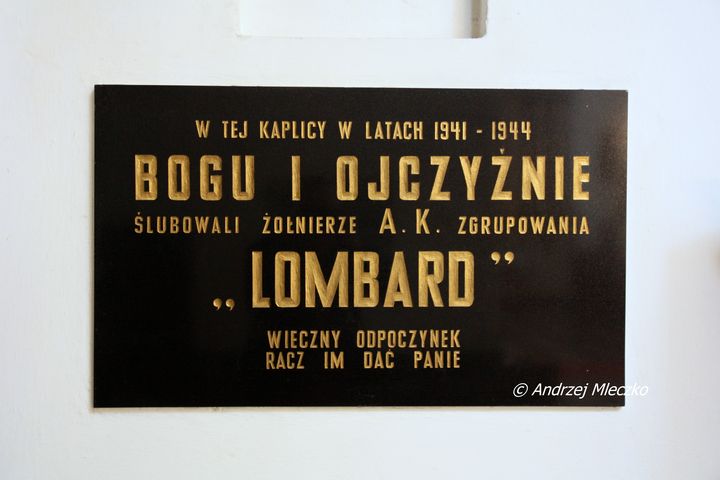 W TEJ KAPLICY W LATACH 1941 - 1944
BOGU I OJCZYŹNIE
ŚLUBOWALI ŻOŁNIERZE A.K. ZGRUPOWANIA
„LOMBARD”
WIECZNY ODPOCZYNEK
RACZ IM DAĆ PANIE
© Andrzej Mleczko